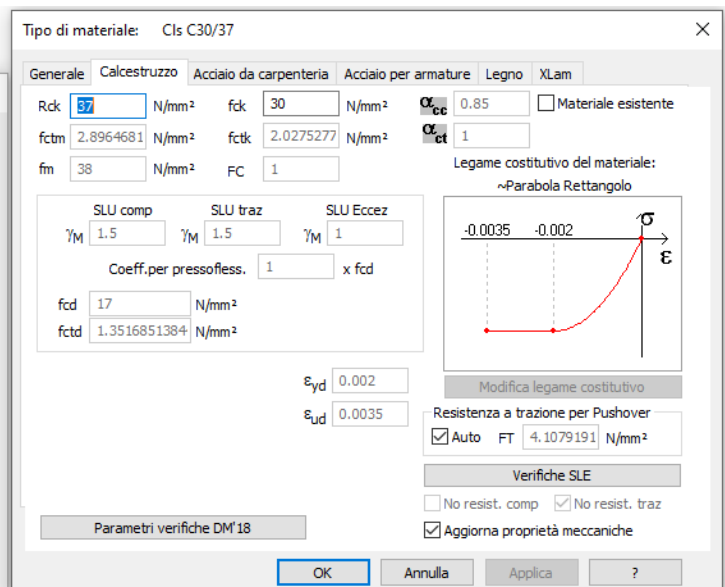 Tipo di materiale: Cls C30/37
Generale Calcestruzzo Acciaio da carpenteria Acciaio per armature Legno XLam
Rck 37 N/mm² fck 30 N/mm² αcc 0.85 Materiale esistente
fctm 2.8964681 N/mm² fctk 2.0275277 N/mm² αct 1
fm 38 N/mm² FC 1
Legame costitutivo del materiale:
~Parabola Rettangolo
SLU comp SLU traz SLU Eccez
γM 1.5 γM 1.5 γM 1
Coeff.per pressofless. 1 x fcd
fcd 17 N/mm²
fctd 1.3516851384 N/mm²
-0.0035 -0.002 σ
ε
εyd 0.002
εud 0.0035
Modifica legame costitutivo
Resistenza a trazione per Pushover
Auto FT 4.1079191 N/mm²
Verifiche SLE
No resist. comp No resist. traz
Parametri verifiche DM'18
Aggiorna proprietà meccaniche
OK Annulla Applica ?